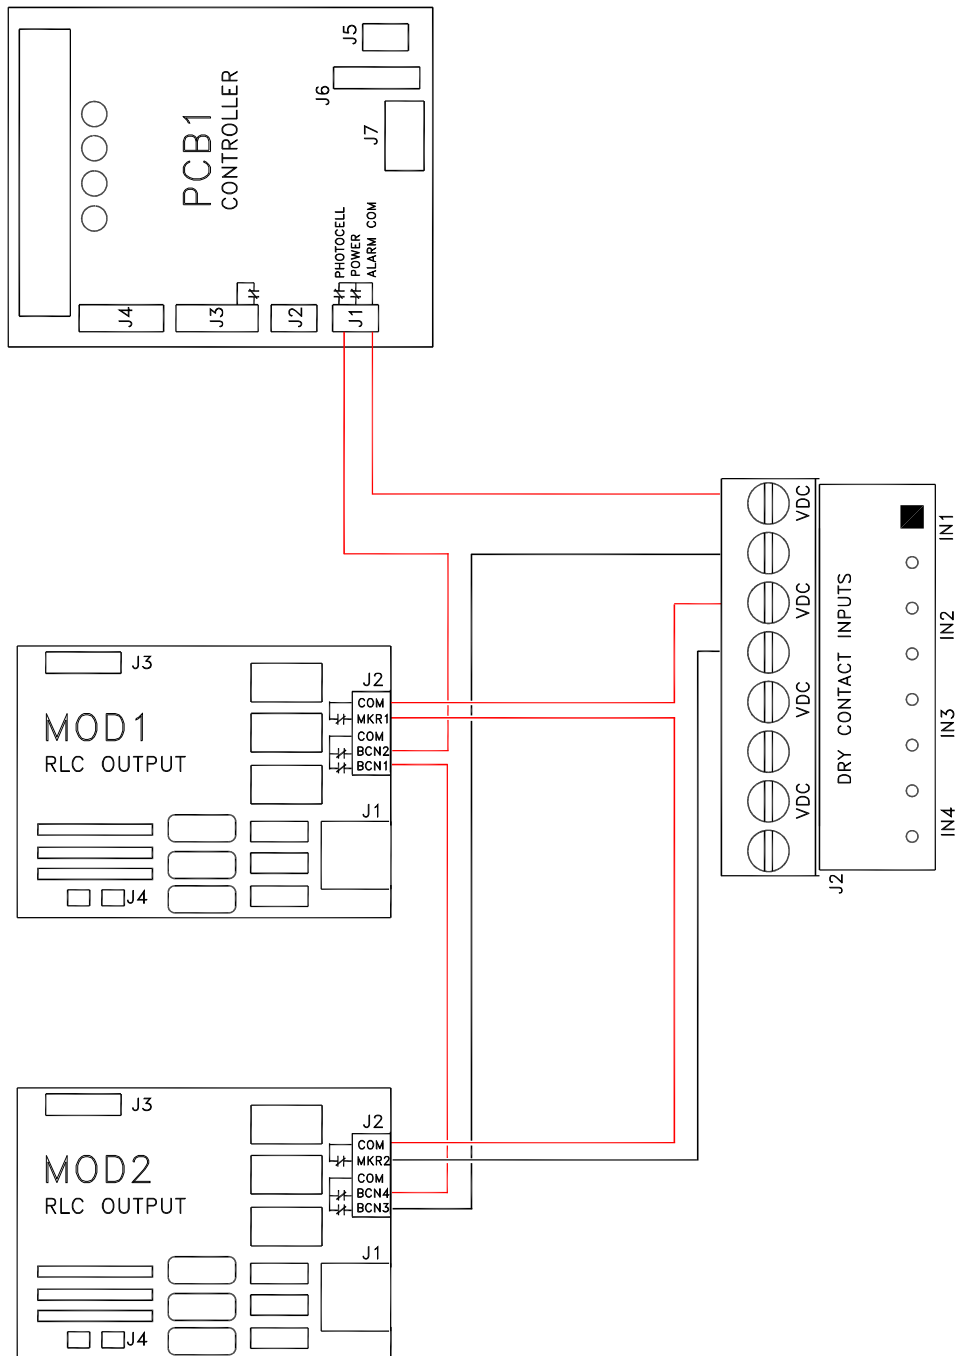 J5
J6
J7
PCB1
CONTROLLER
PHOTOCELL
POWER
ALARM COM
J4
J3
J2
J1
VDC
VDC
VDC
VDC
DRY CONTACT INPUTS
IN1
IN2
IN3
IN4
J2
J3
MOD1
RLC OUTPUT
J2
COM
MKR1
COM
BCN2
BCN1
J1
J4
J3
MOD2
RLC OUTPUT
J2
COM
MKR2
COM
BCN4
BCN3
J1
J4